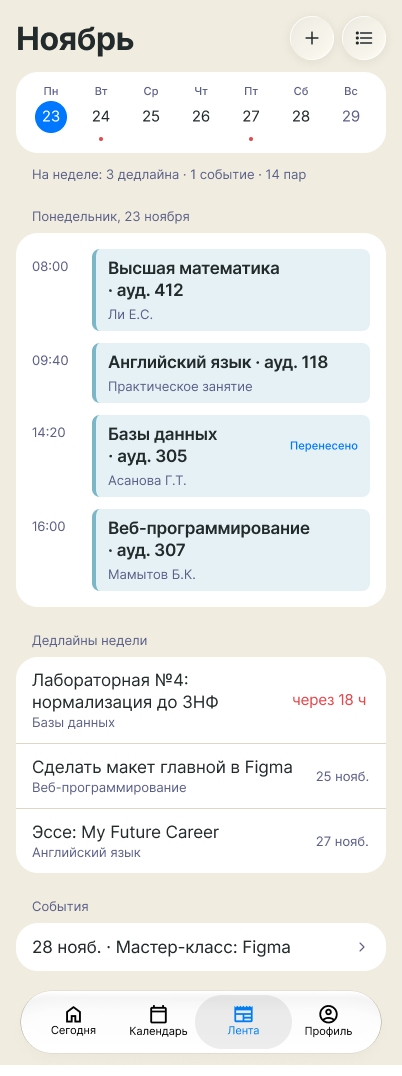 Ноябрь
Пн Вт Ср Чт Пт Сб Вс
23 24 25 26 27 28 29
На неделе: 3 дедлайна · 1 событие · 14 пар
Понедельник, 23 ноября
08:00
Высшая математика
· ауд. 412
Ли Е.С.
09:40
Английский язык · ауд. 118
Практическое занятие
14:20
Базы данных
· ауд. 305
Перенесено
Асанова Г.Т.
16:00
Веб-программирование
· ауд. 307
Мамытов Б.К.
Дедлайны недели
Лабораторная №4:
нормализация до 3НФ
через 18 ч
Базы данных
Сделать макет главной в Figma
25 нояб.
Веб-программирование
Эссе: My Future Career
27 нояб.
Английский язык
События
28 нояб. · Мастер-класс: Figma
Сегодня Календарь Лента Профиль